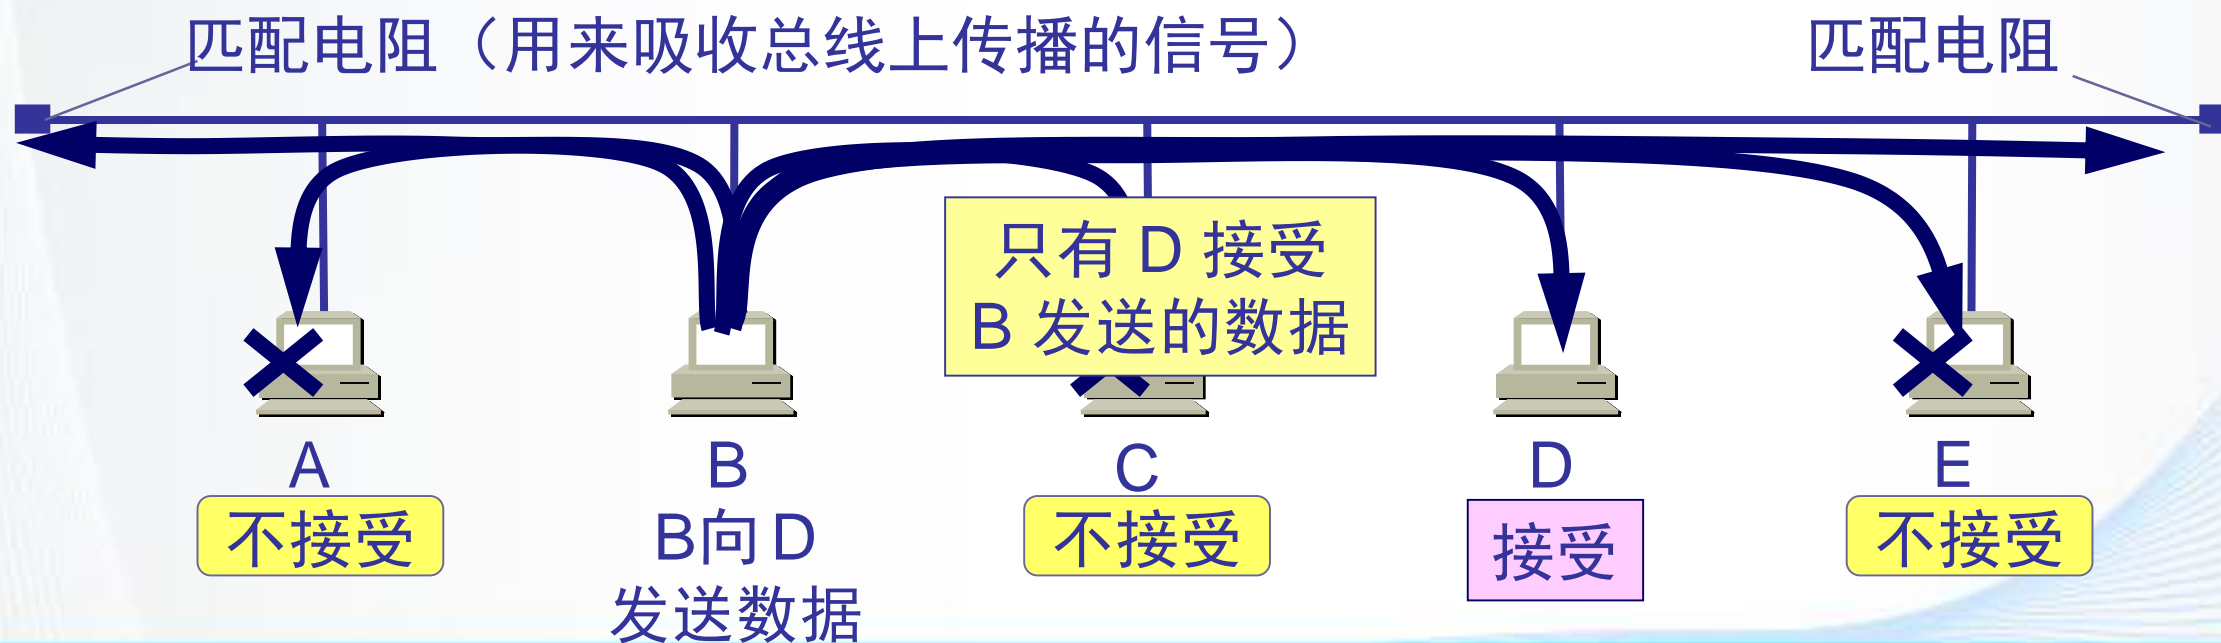 匹配电阻（用来吸收总线上传播的信号）
匹配电阻
只有 D 接受
B 发送的数据
A
B
C
D
E
不接受
B向 D
发送数据
不接受
接受
不接受